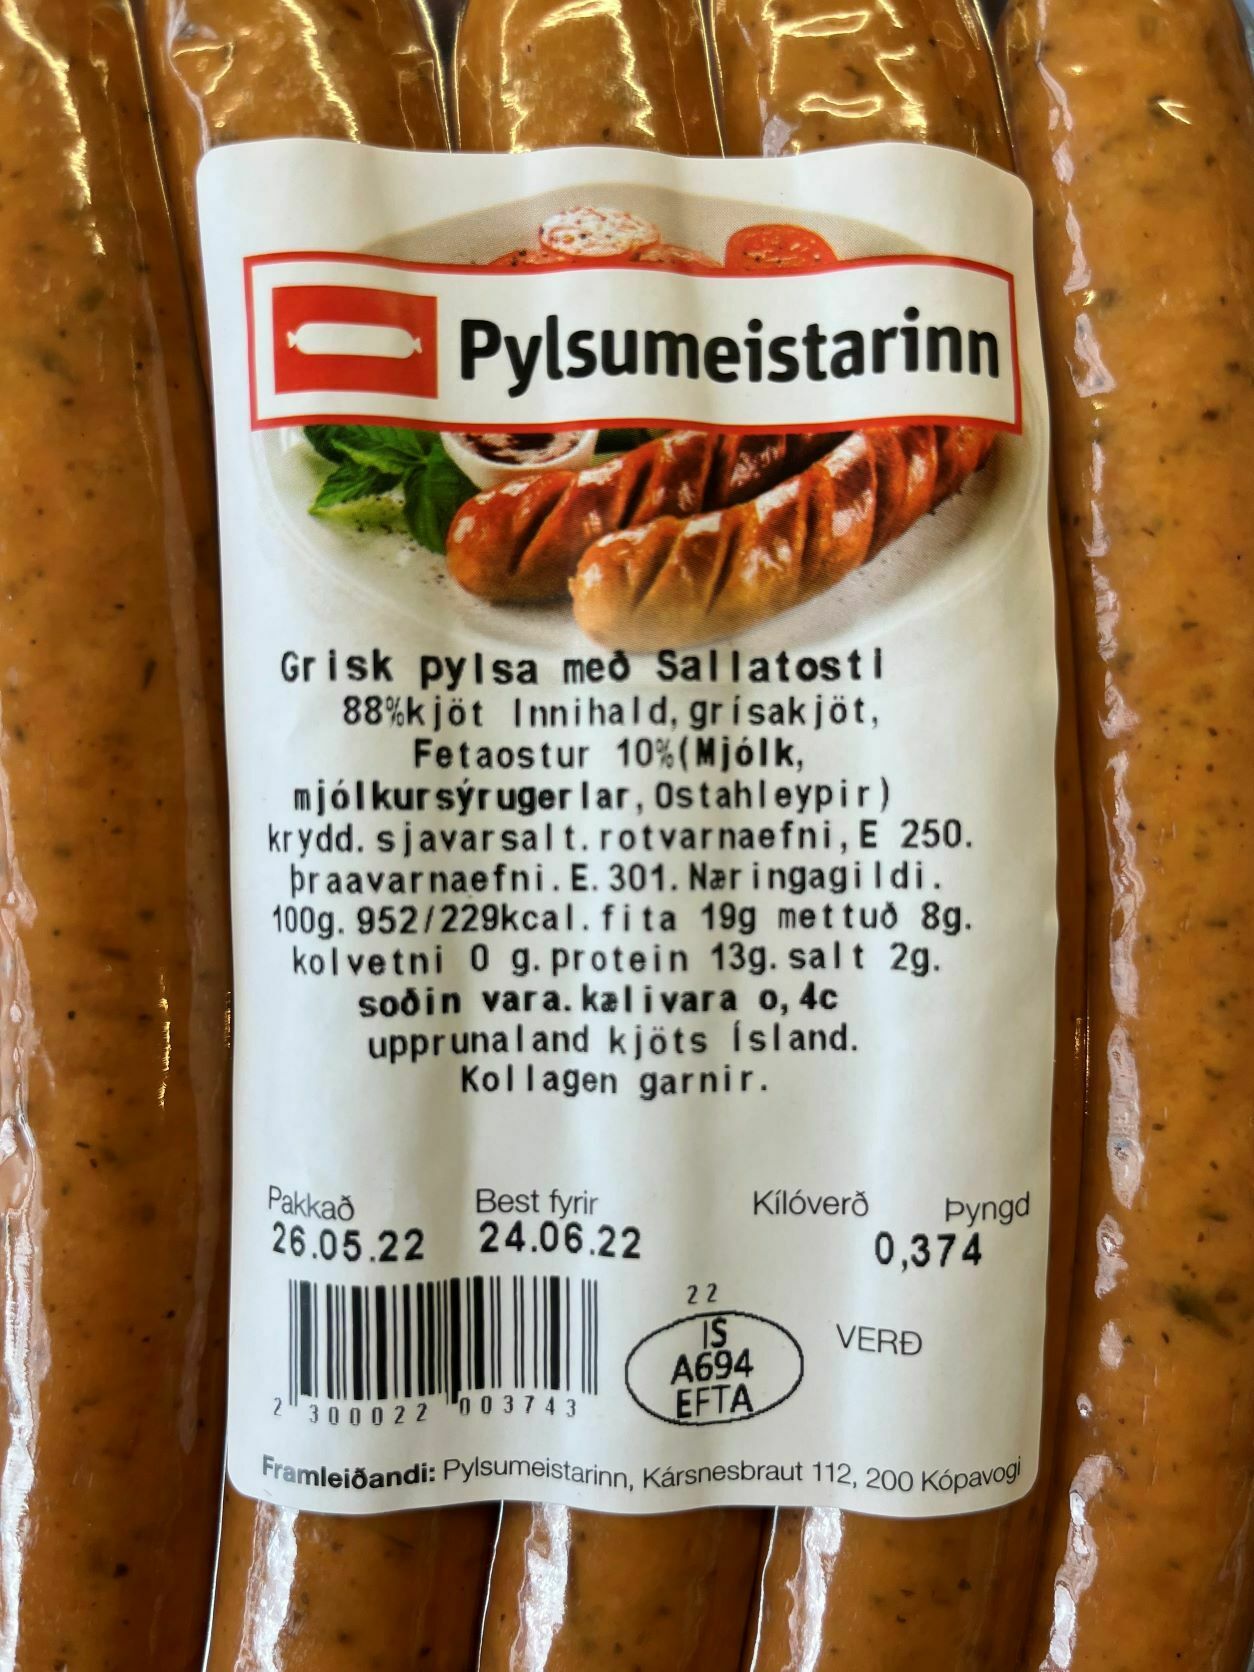 Pylsumeistarinn
Grisk pylsa með Sallatosti
88%kjöt Innihald, grísakjöt,
Fetaostur 10%(Mjólk,
mjólkursýrugerlar, Ostahleypir)
krydd. sjavarsalt. rotvarnaefni, E 250.
þraavarnaefni. E. 301. Næringagildi.
100g. 952/229kcal. fita 19g mettuð 8g.
kolvetni 0 g. protein 13g. salt 2g.
soðin vara. kælivara o, 4c
upprunaland kjöts Ísland.
Kollagen garnir.
Pakkað Best fyrir Kílóverð Þyngd
26.05.22 24.06.22 0,374
22
IS
A694
EFTA
VERÐ
2 300022 003743
Framleiðandi: Pylsumeistarinn, Kársnesbraut 112, 200 Kópavogi